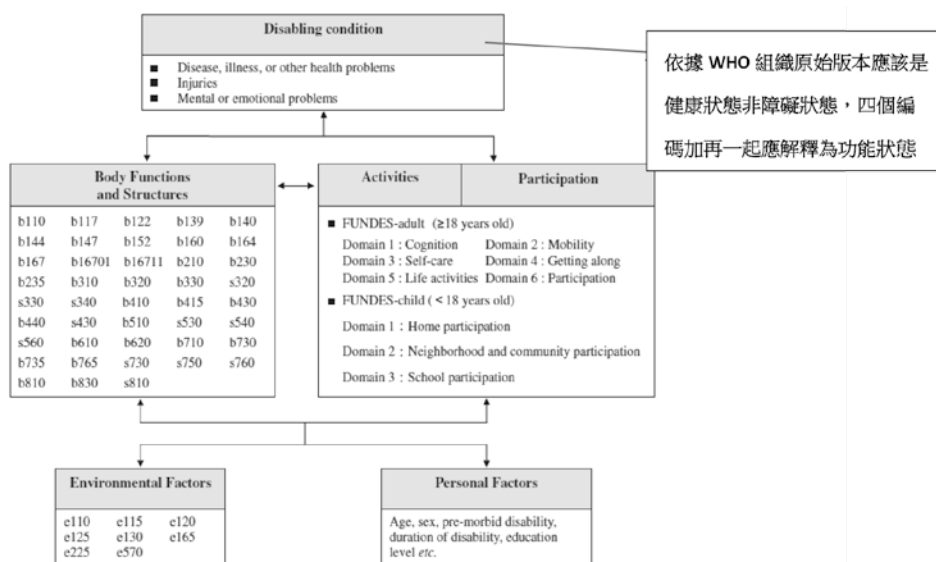 Disabling condition
■ Disease, illness, or other health problems
■ Injuries
■ Mental or emotional problems
依據 WHO 組織原始版本應該是
健康狀態非障礙狀態，四個編
碼加再一起應解釋為功能狀態
Body Functions
and Structures
b110 b117 b122 b139 b140
b144 b147 b152 b160 b164
b167 b16701 b16711 b210 b230
b235 b310 b320 b330 s320
s330 s340 b410 b415 b430
b440 s430 b510 s530 s540
s560 b610 b620 b710 b730
b735 b765 s730 s750 s760
b810 b830 s810
Activities
Participation
■ FUNDES-adult (≥18 years old)
Domain 1 : Cognition Domain 2 : Mobility
Domain 3 : Self-care Domain 4 : Getting along
Domain 5 : Life activities Domain 6 : Participation
■ FUNDES-child ( < 18 years old)
Domain 1 : Home participation
Domain 2 : Neighborhood and community participation
Domain 3 : School participation
Environmental Factors
e110 e115 e120
e125 e130 e165
e225 e570
Personal Factors
Age, sex, pre-morbid disability,
duration of disability, education
level etc.